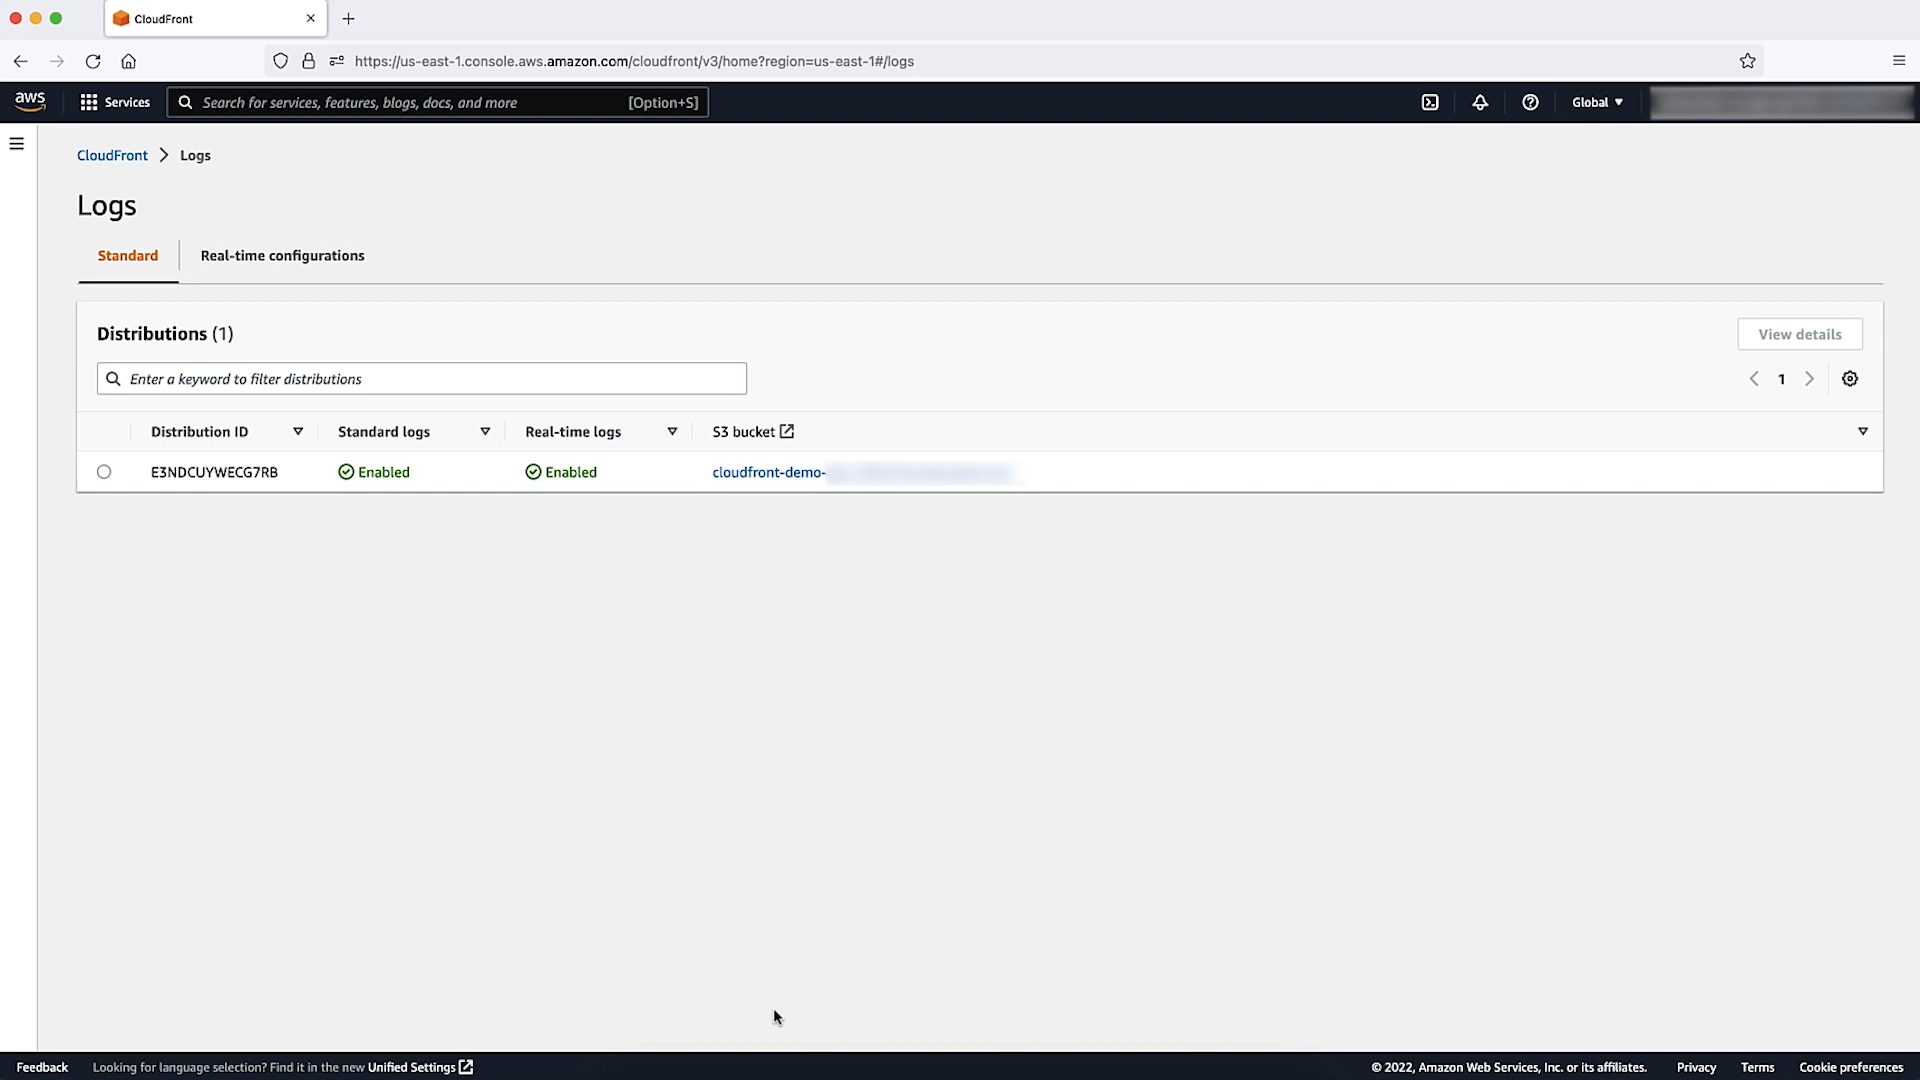 CloudFront
https://us-east-1.console.aws.amazon.com/cloudfront/v3/home?region=us-east-1#/logs
aws Services Search for services, features, blogs, docs, and more [Option+S] Global
CloudFront > Logs
Logs
Standard Real-time configurations
Distributions (1) View details
Enter a keyword to filter distributions 1
Distribution ID Standard logs Real-time logs S3 bucket
E3NDCUYWECG7RB Enabled Enabled cloudfront-demo-
Feedback Looking for language selection? Find it in the new Unified Settings © 2022, Amazon Web Services, Inc. or its affiliates. Privacy Terms Cookie preferences